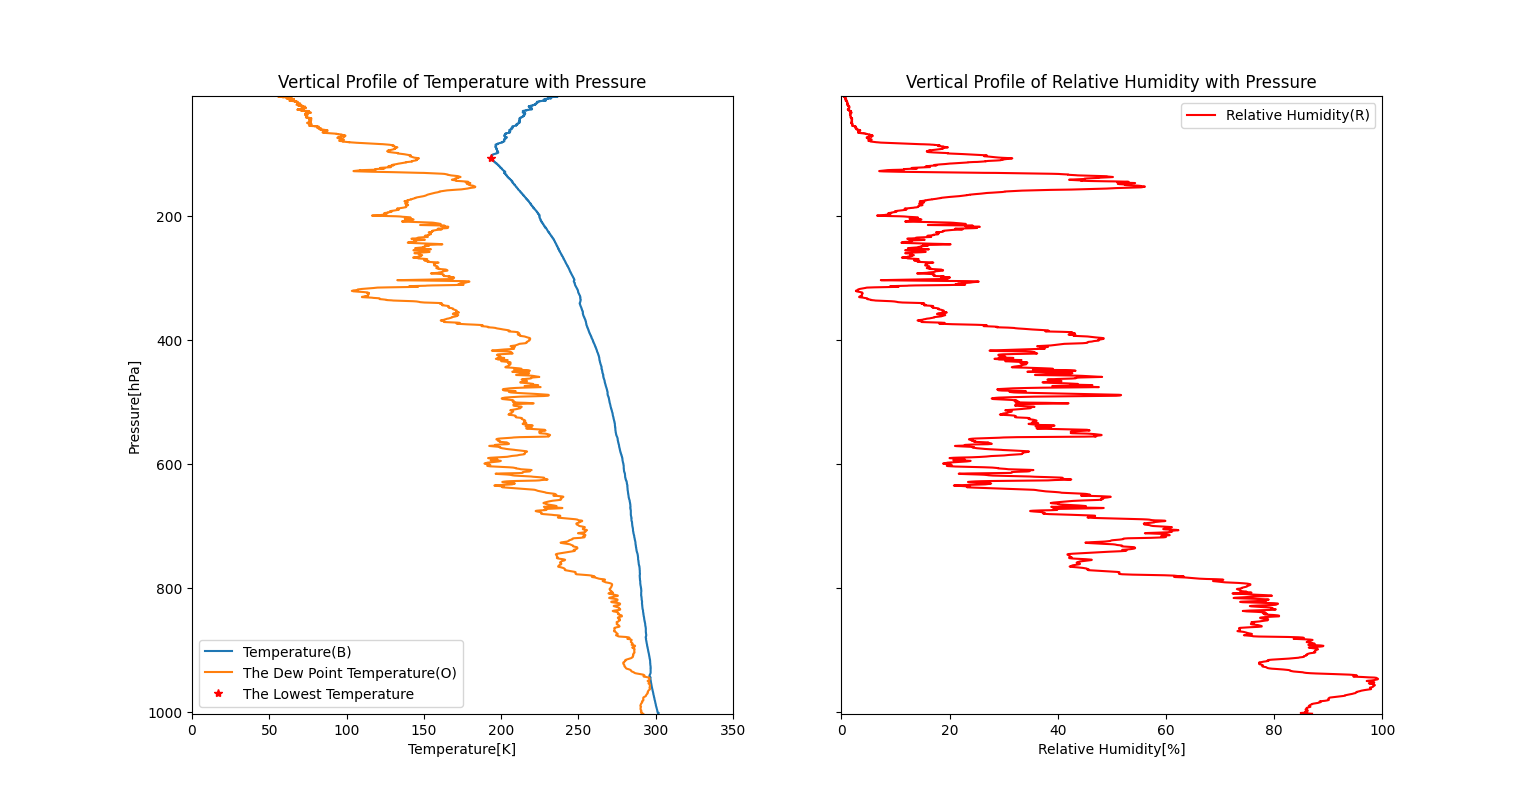 Vertical Profile of Temperature with Pressure
Pressure[hPa]
200
400
600
800
1000
Temperature(B)
The Dew Point Temperature(O)
The Lowest Temperature
0 50 100 150 200 250 300 350
Temperature[K]
Vertical Profile of Relative Humidity with Pressure
Relative Humidity(R)
0 20 40 60 80 100
Relative Humidity[%]